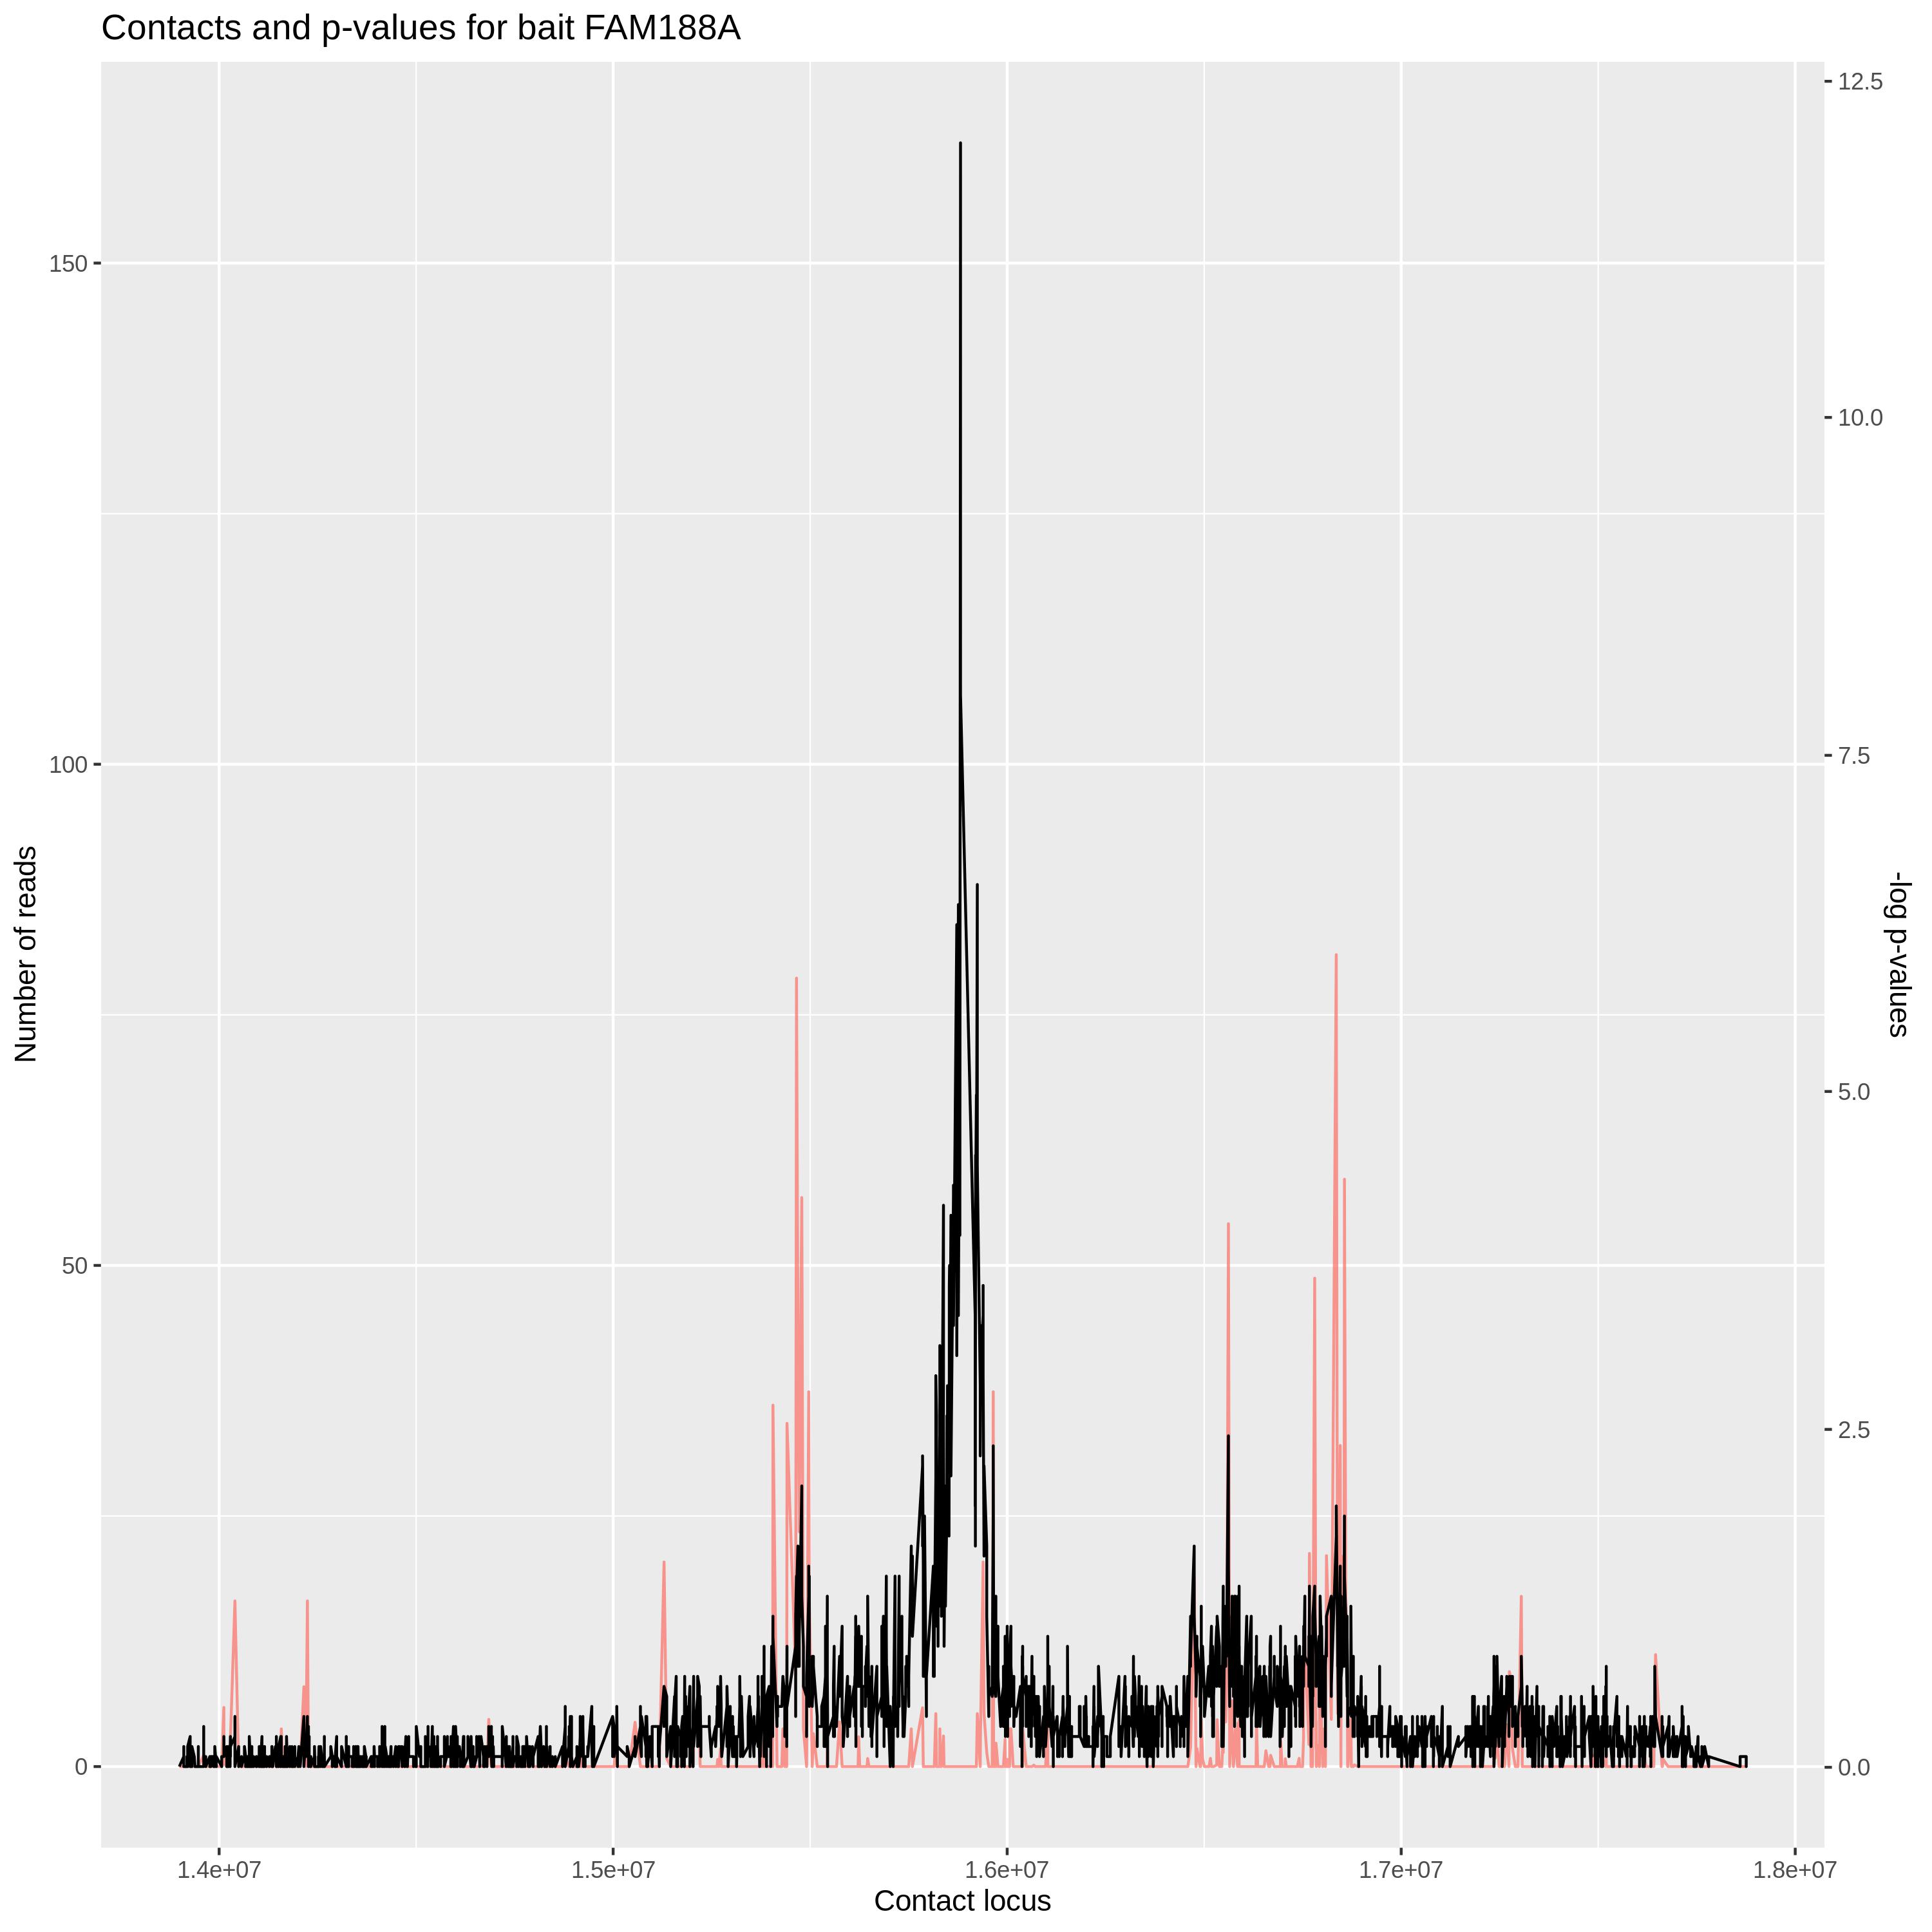 Contacts and p-values for bait FAM188A
Number of reads
150
100
50
0
12.5
10.0
7.5
5.0
2.5
0.0
-log p-values
1.4e+07
1.5e+07
1.6e+07
1.7e+07
1.8e+07
Contact locus